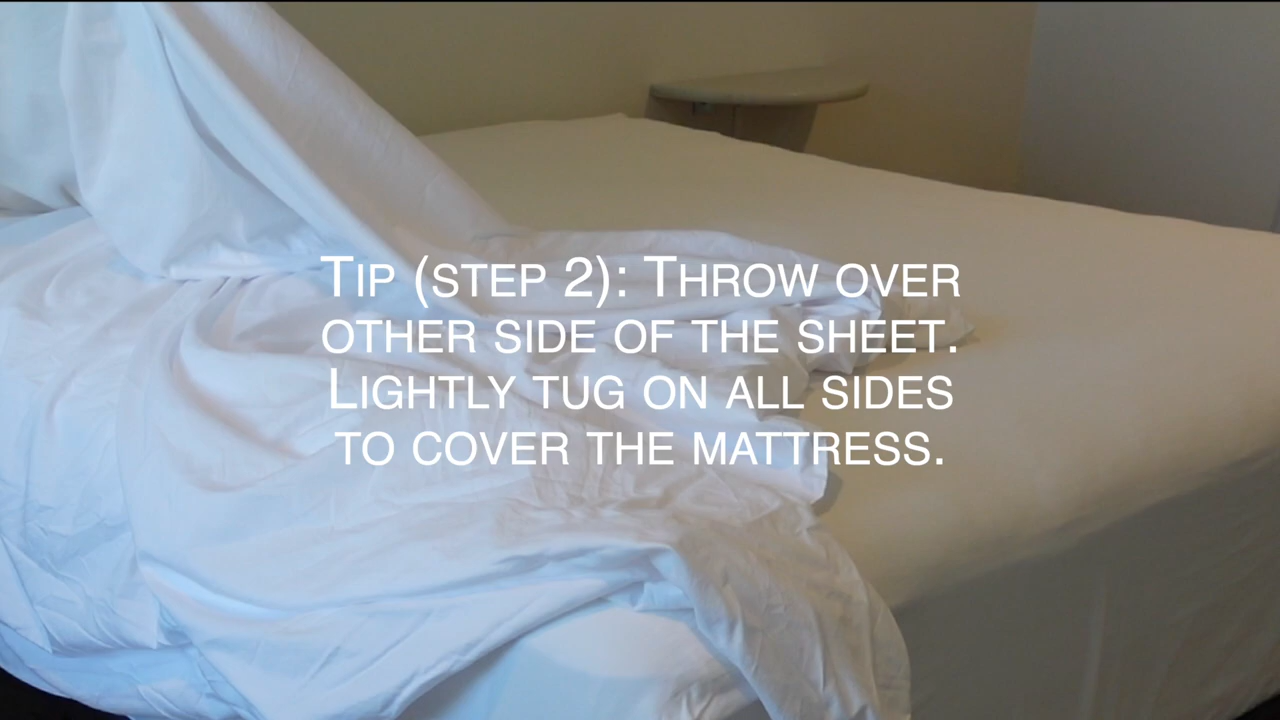 Tip (step 2): Throw over
other side of the sheet.
Lightly tug on all sides
to cover the mattress.